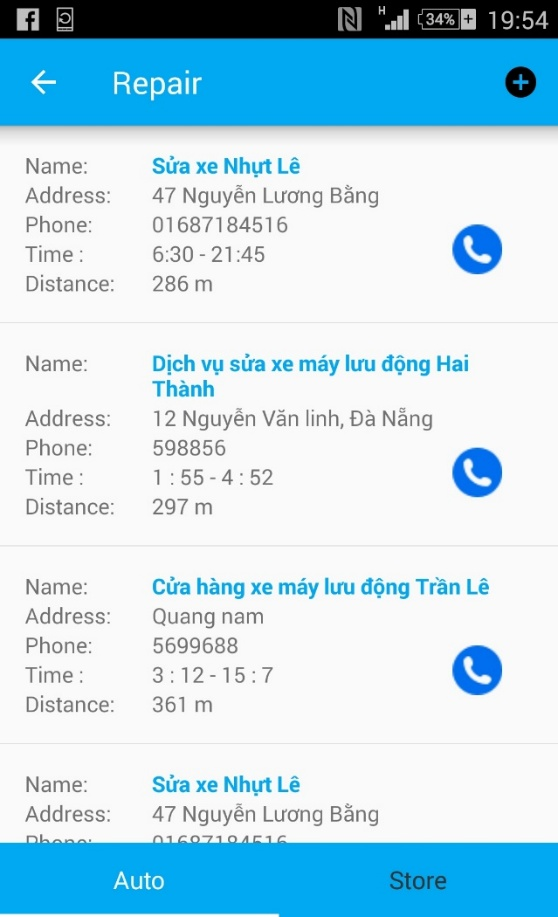 H 34% 19:54
Repair
Name: Sửa xe Nhựt Lê
Address: 47 Nguyễn Lương Bằng
Phone: 01687184516
Time : 6:30 - 21:45
Distance: 286 m
Name: Dịch vụ sửa xe máy lưu động Hai
Thành
Address: 12 Nguyễn Văn linh, Đà Nẵng
Phone: 598856
Time : 1 : 55 - 4 : 52
Distance: 297 m
Name: Cửa hàng xe máy lưu động Trần Lê
Address: Quang nam
Phone: 5699688
Time : 3 : 12 - 15 : 7
Distance: 361 m
Name: Sửa xe Nhựt Lê
Address: 47 Nguyễn Lương Bằng
Phone: 01687184516
Auto Store